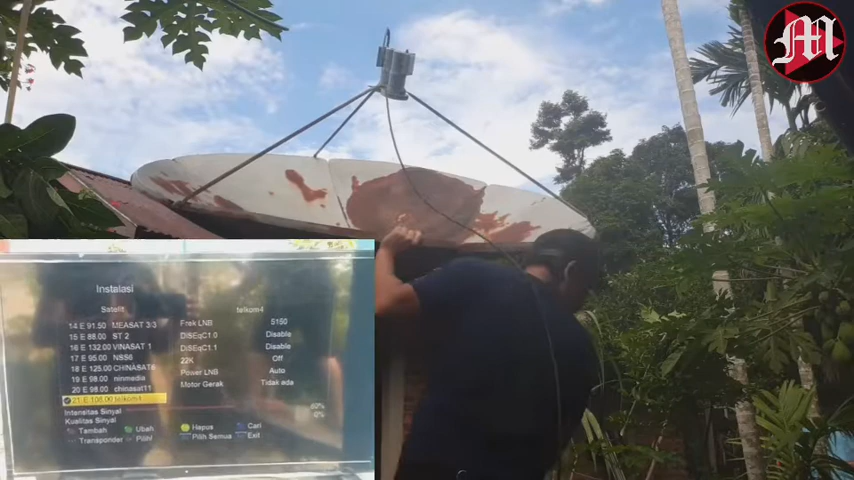 M
Instalasi
Satelit telkom4
14 E 91.50 MEASAT 3/3 Frek LNB 5150
15 E 88.00 ST 2 DiSEqC1.0 Disable
16 E 132.00 VINASAT 1 DiSEqC1.1 Disable
17 E 95.00 NSS6 22K Off
18 E 125.00 CHINASAT6 Power LNB Auto
19 E 98.00 ninmedia Motor Gerak Tidak ada
20 E 98.00 chinasat11
21 E 108.00 telkom4
Intensitas Sinyal 60%
Kualitas Sinyal 0%
Tambah Ubah Hapus Cari
Transponder Pilih Pilih Semua Exit